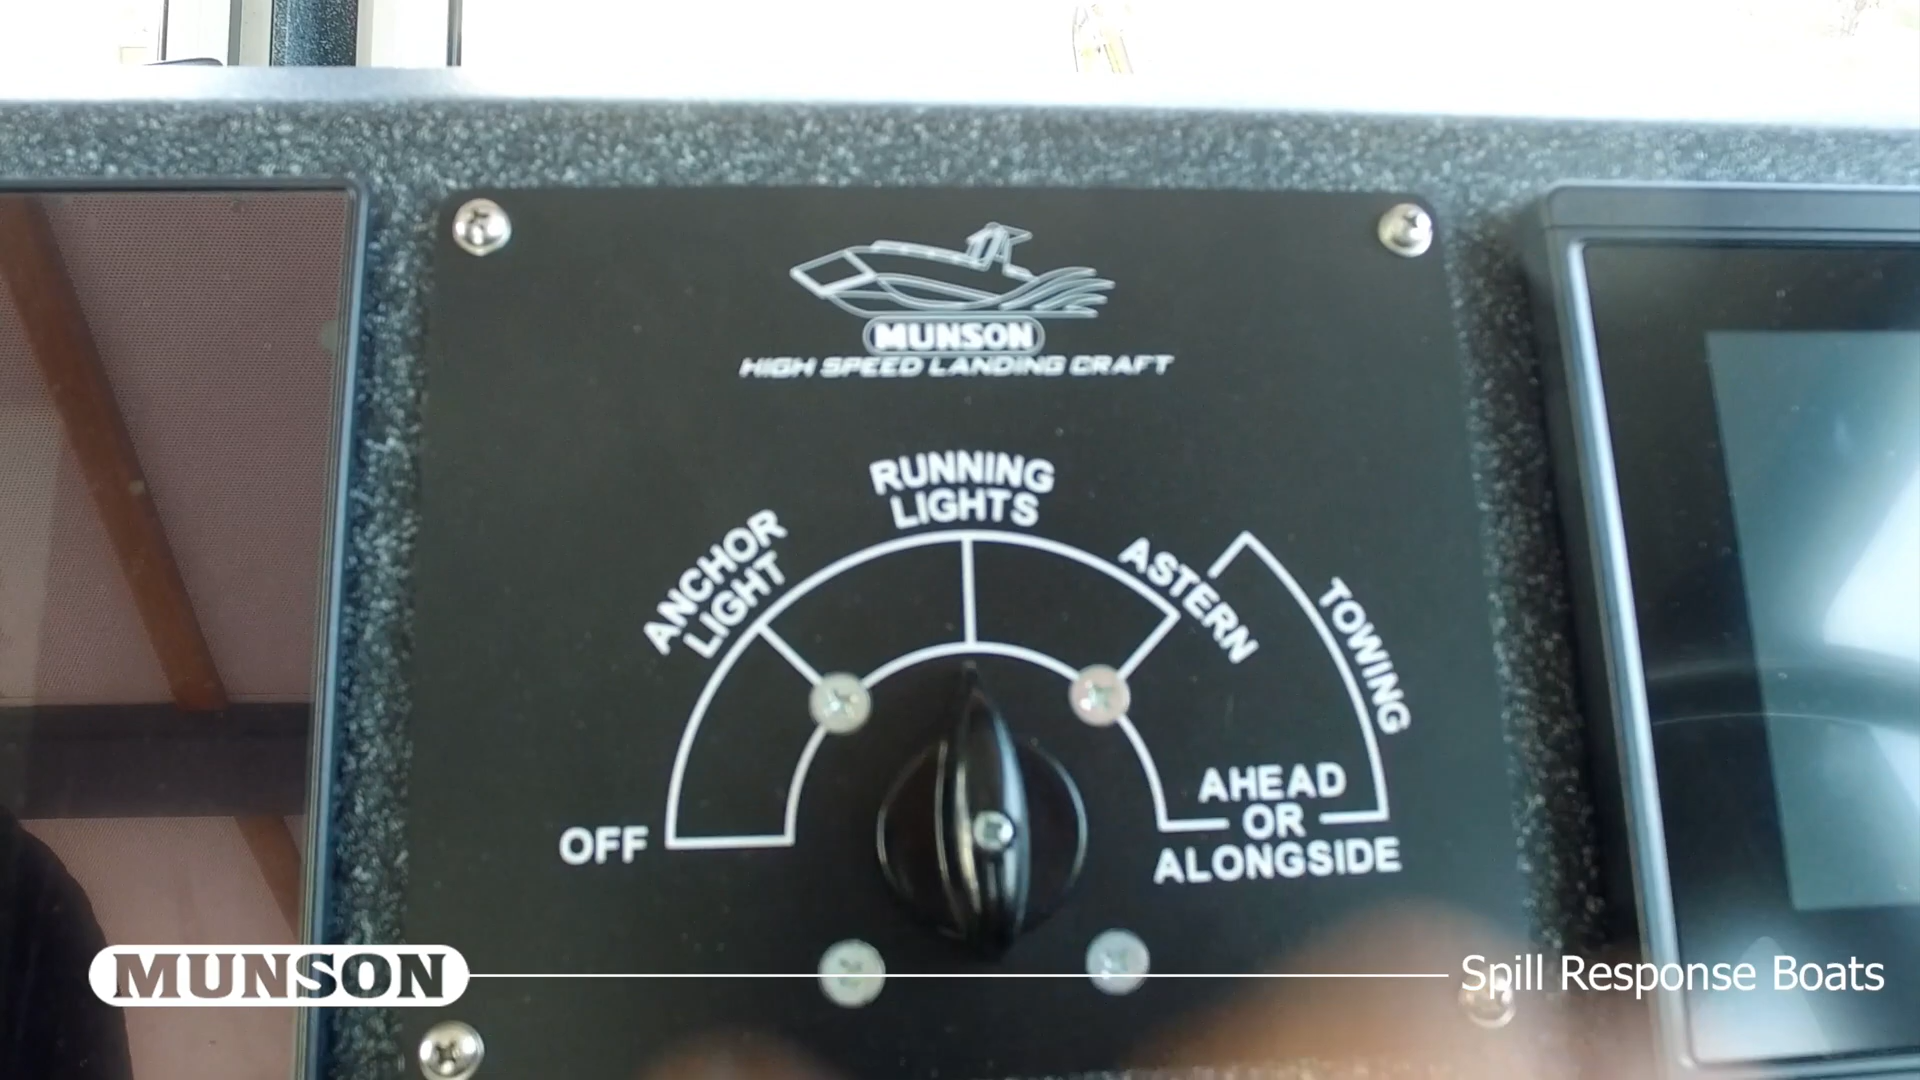 MUNSON
HIGH SPEED LANDING CRAFT
RUNNING
LIGHTS
ANCHOR
LIGHT
ASTERN
TOWING
OFF
AHEAD
OR
ALONGSIDE
MUNSON
Spill Response Boats